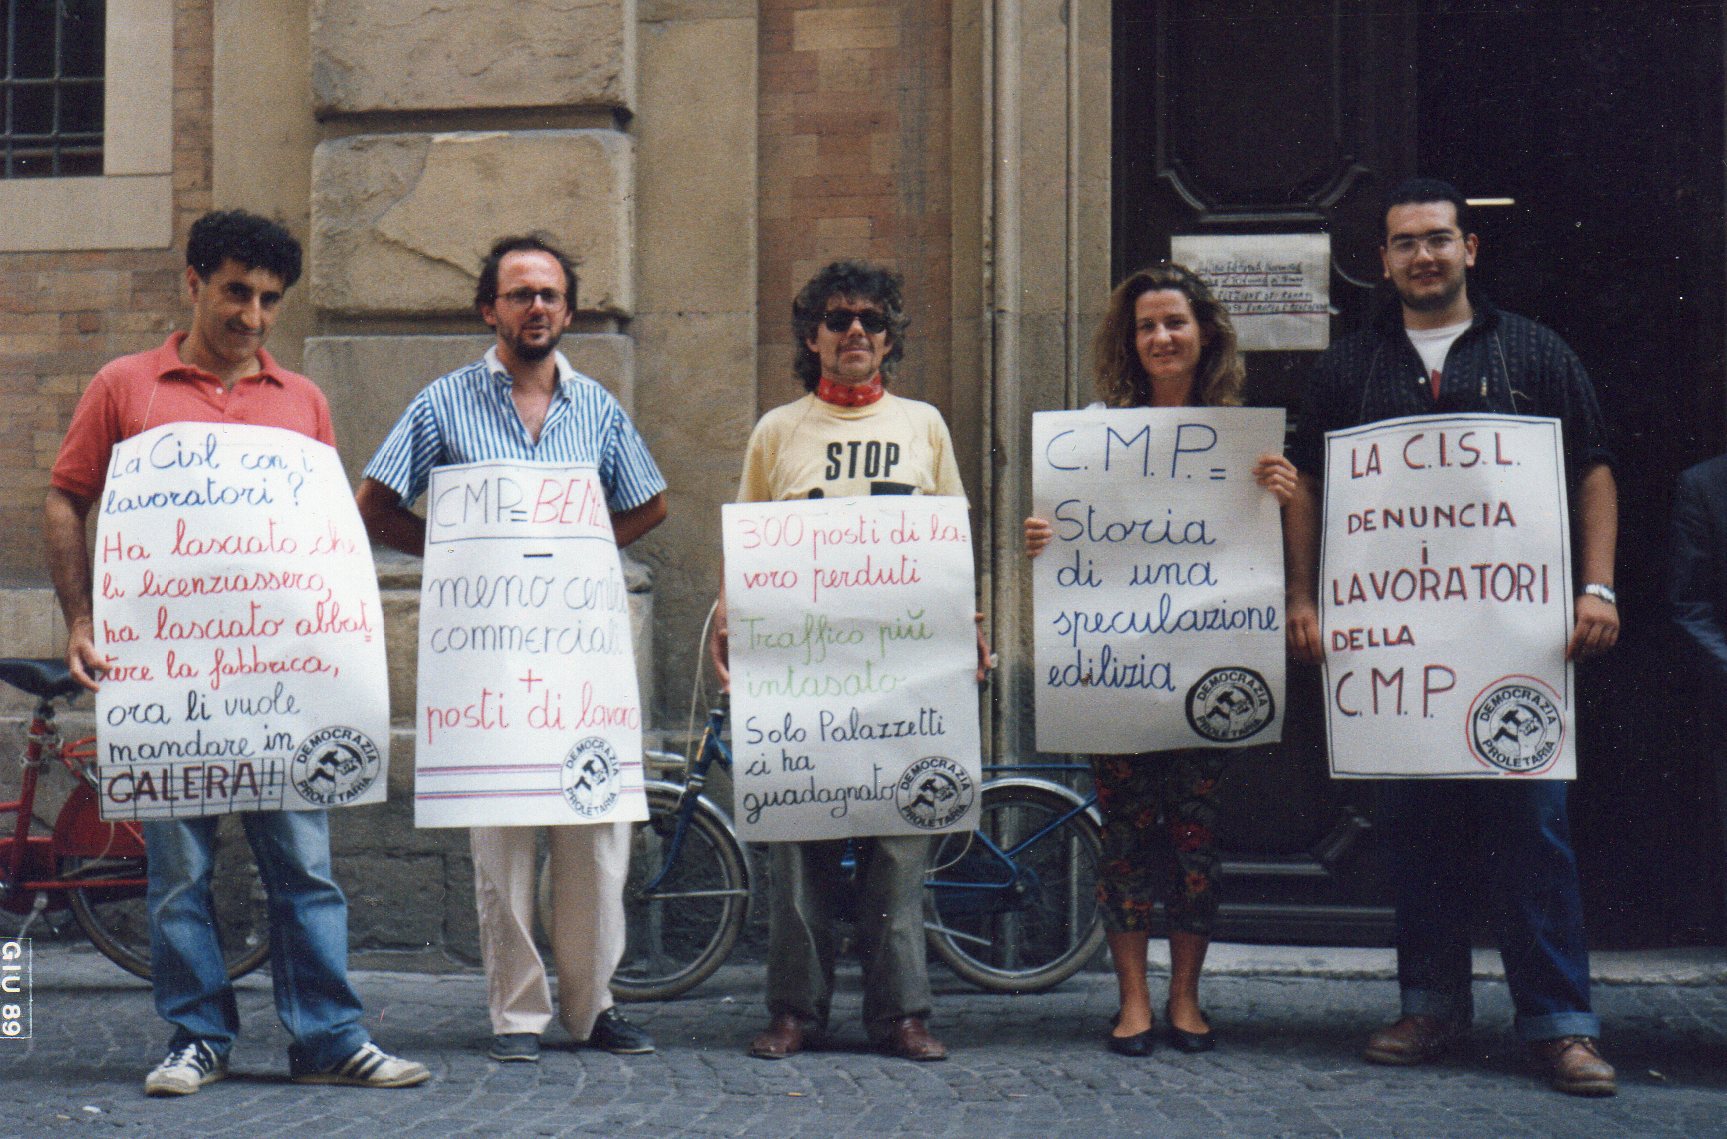 La Cisl con i
lavoratori?
Ha lasciato che
li licenziassero,
ha lasciato abbat=
tere la fabbrica,
ora li vuole
mandare in
GALERA!!
DEMOCRAZIA
PROLETARIA
CMP=BENE
-
meno centri
commerciali
+
posti di lavoro
DEMOCRAZIA
PROLETARIA
STOP
300 posti di la=
voro perduti
Traffico più
intasato
Solo Palazzetti
ci ha
guadagnato
DEMOCRAZIA
PROLETARIA
C.M.P.=
Storia
di una
speculazione
edilizia
DEMOCRAZIA
PROLETARIA
LA C.I.S.L.
DENUNCIA
i
LAVORATORI
DELLA
C.M.P
DEMOCRAZIA
PROLETARIA
GIU 89